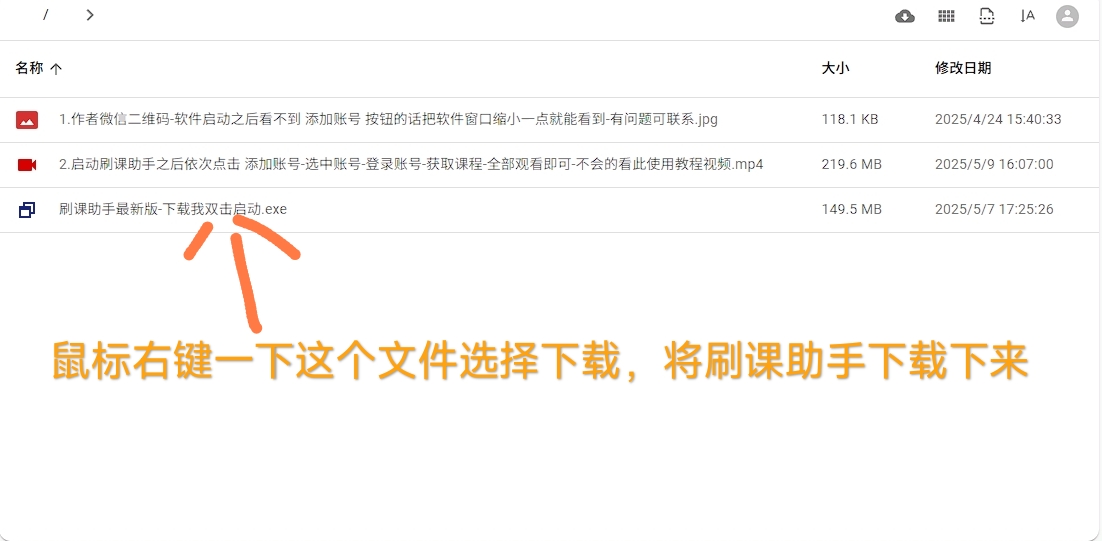 / >
名称 大小 修改日期
1.作者微信二维码-软件启动之后看不到 添加账号 按钮的话把软件窗口缩小一点就能看到-有问题可联系.jpg 118.1 KB 2025/4/24 15:40:33
2.启动刷课助手之后依次点击 添加账号-选中账号-登录账号-获取课程-全部观看即可-不会的看此使用教程视频.mp4 219.6 MB 2025/5/9 16:07:00
刷课助手最新版-下载我双击启动.exe 149.5 MB 2025/5/7 17:25:26
鼠标右键一下这个文件选择下载，将刷课助手下载下来